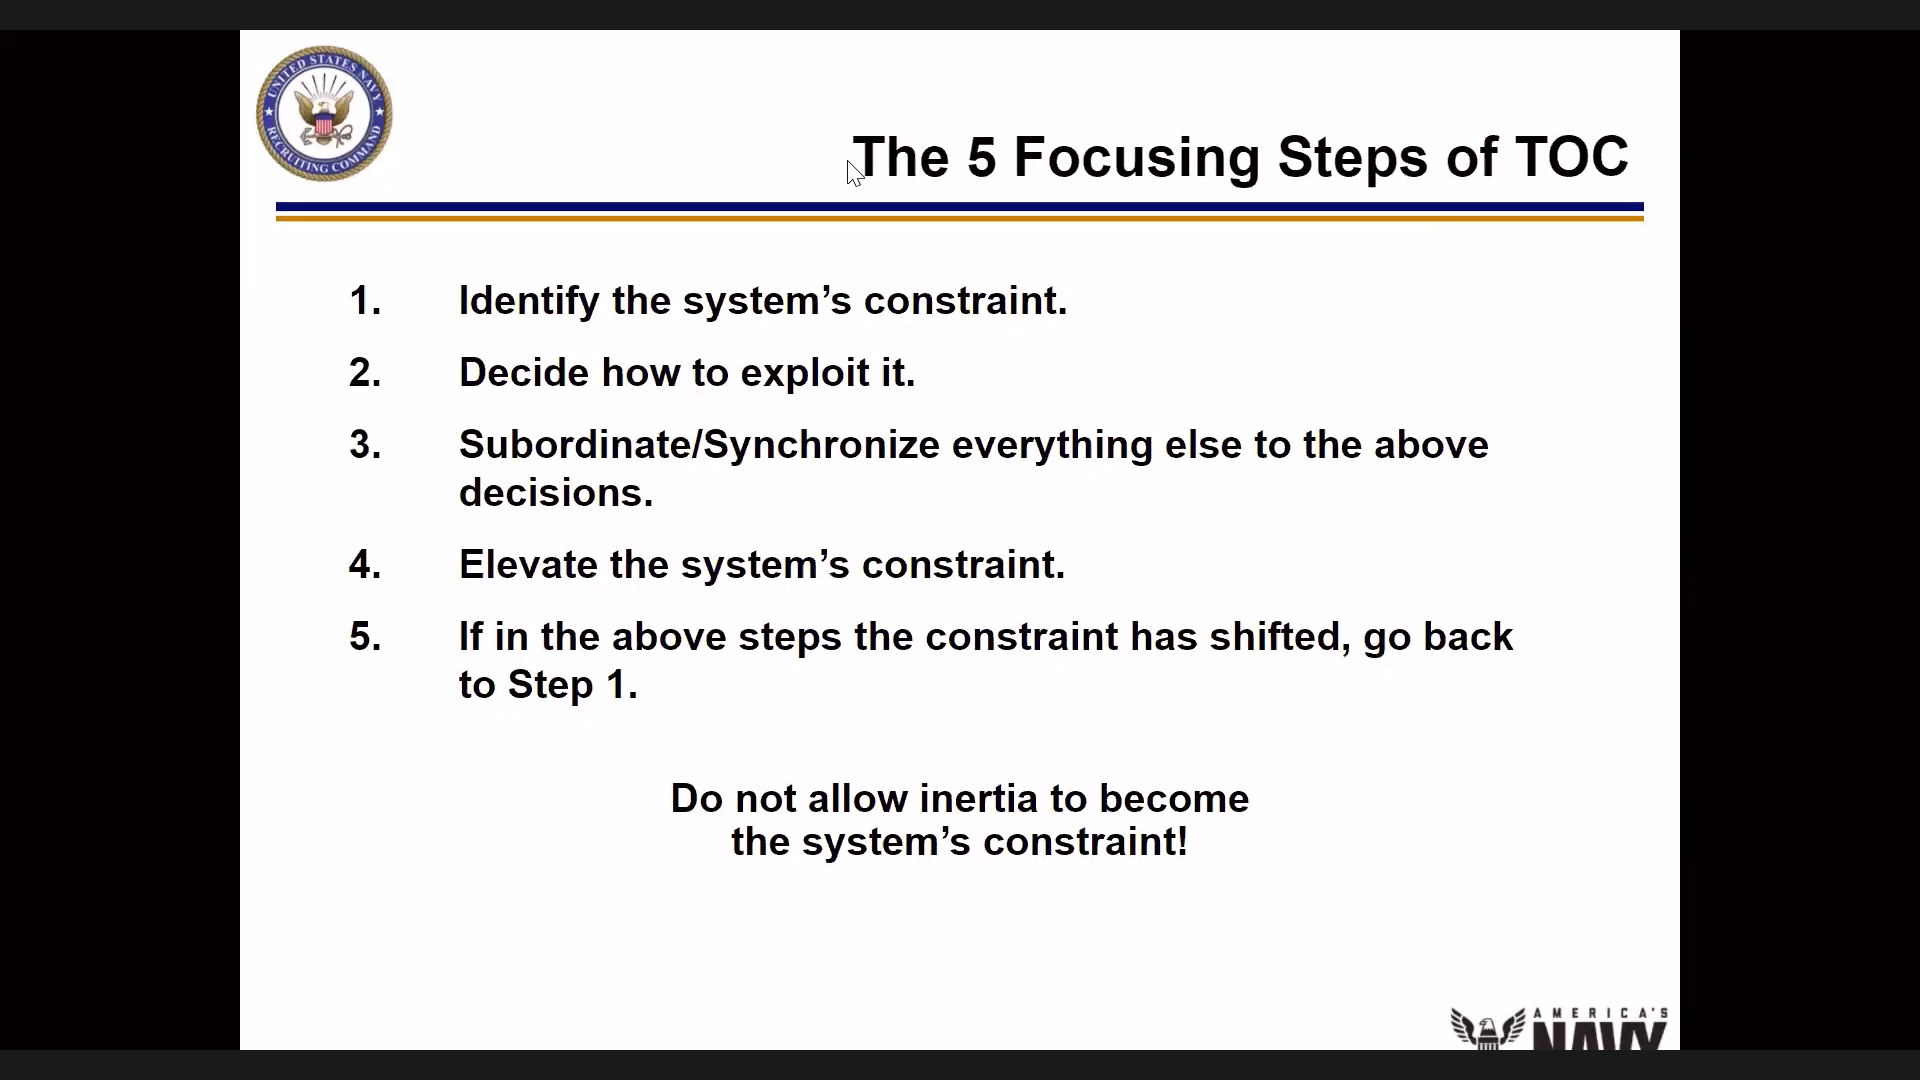 UNITED STATES NAVY
RECRUITING COMMAND
The 5 Focusing Steps of TOC
1. Identify the system’s constraint.
2. Decide how to exploit it.
3. Subordinate/Synchronize everything else to the above
decisions.
4. Elevate the system’s constraint.
5. If in the above steps the constraint has shifted, go back
to Step 1.
Do not allow inertia to become
the system’s constraint!
AMERICA'S
NAVY